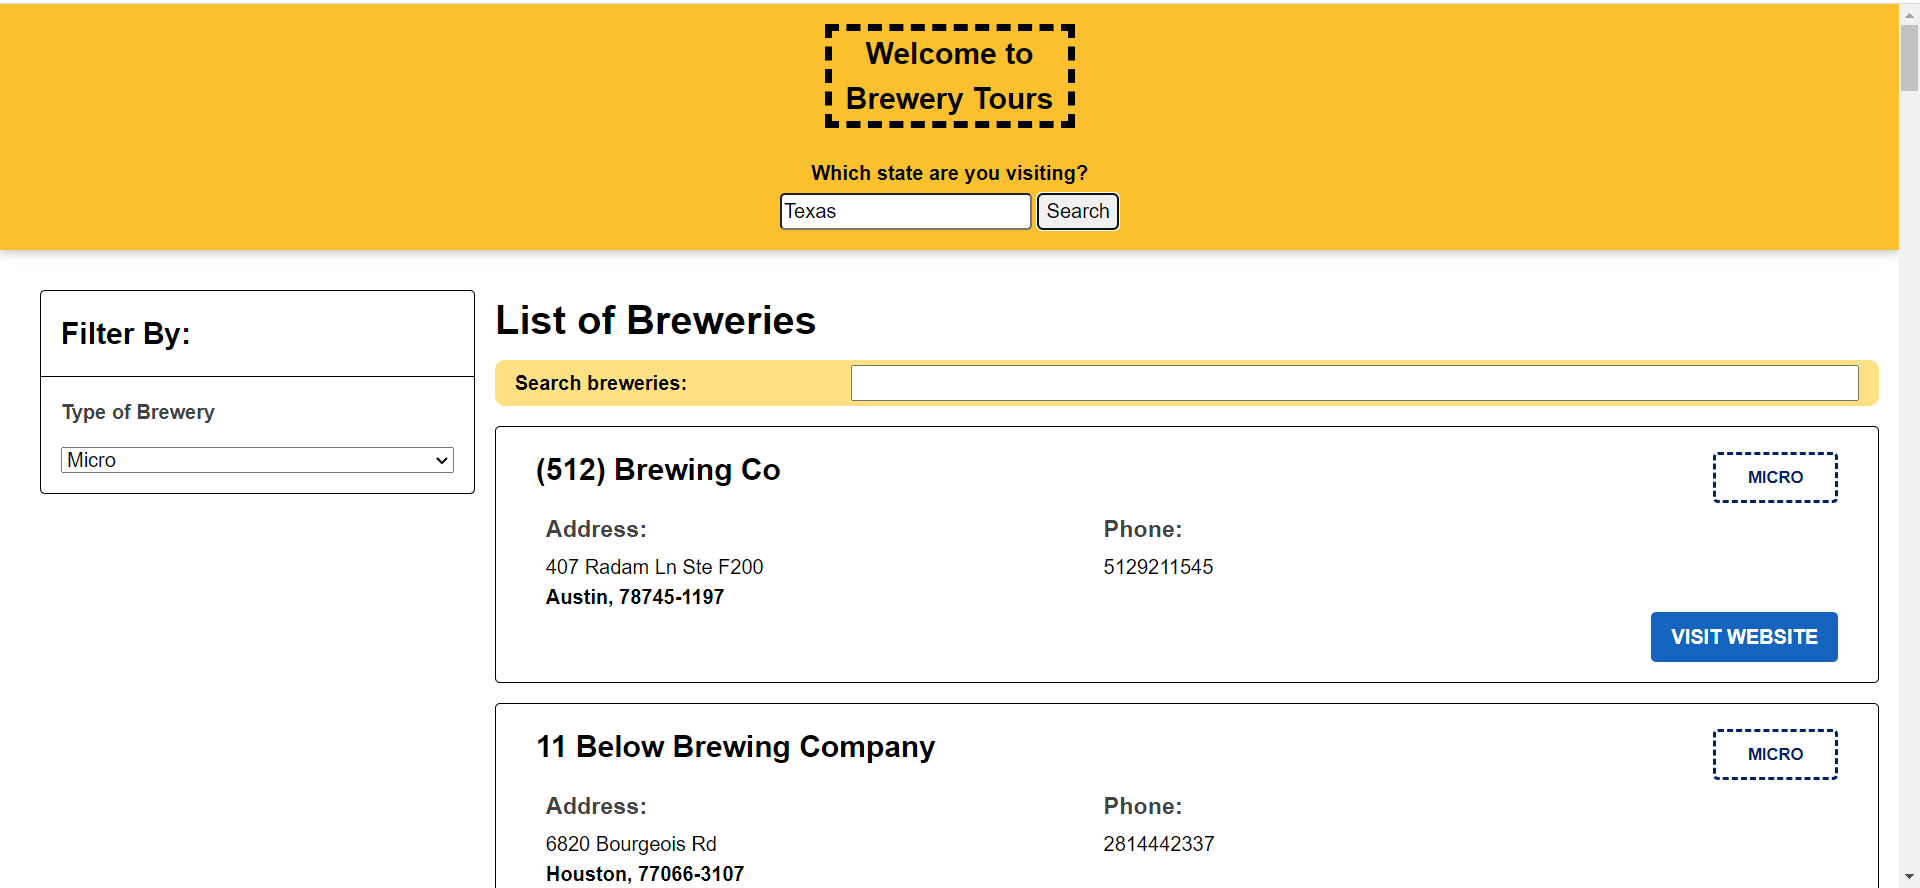 Welcome to
Brewery Tours
Which state are you visiting?
Texas Search
Filter By:
Type of Brewery
Micro
List of Breweries
Search breweries:
(512) Brewing Co
MICRO
Address:
Phone:
407 Radam Ln Ste F200
5129211545
Austin, 78745-1197
VISIT WEBSITE
11 Below Brewing Company
MICRO
Address:
Phone:
6820 Bourgeois Rd
2814442337
Houston, 77066-3107